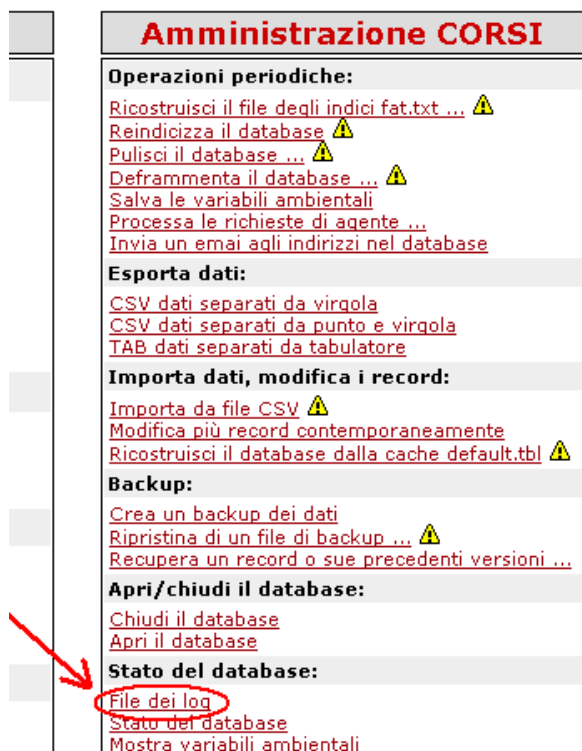 Amministrazione CORSI
Operazioni periodiche:
Ricostruisci il file degli indici fat.txt ...
Reindicizza il database
Pulisci il database ...
Deframmenta il database ...
Salva le variabili ambientali
Processa le richieste di agente ...
Invia un emai agli indirizzi nel database
Esporta dati:
CSV dati separati da virgola
CSV dati separati da punto e virgola
TAB dati separati da tabulatore
Importa dati, modifica i record:
Importa da file CSV
Modifica più record contemporaneamente
Ricostruisci il database dalla cache default.tbl
Backup:
Crea un backup dei dati
Ripristina di un file di backup ...
Recupera un record o sue precedenti versioni ...
Apri/chiudi il database:
Chiudi il database
Apri il database
Stato del database:
File dei log
Stato del database
Mostra variabili ambientali